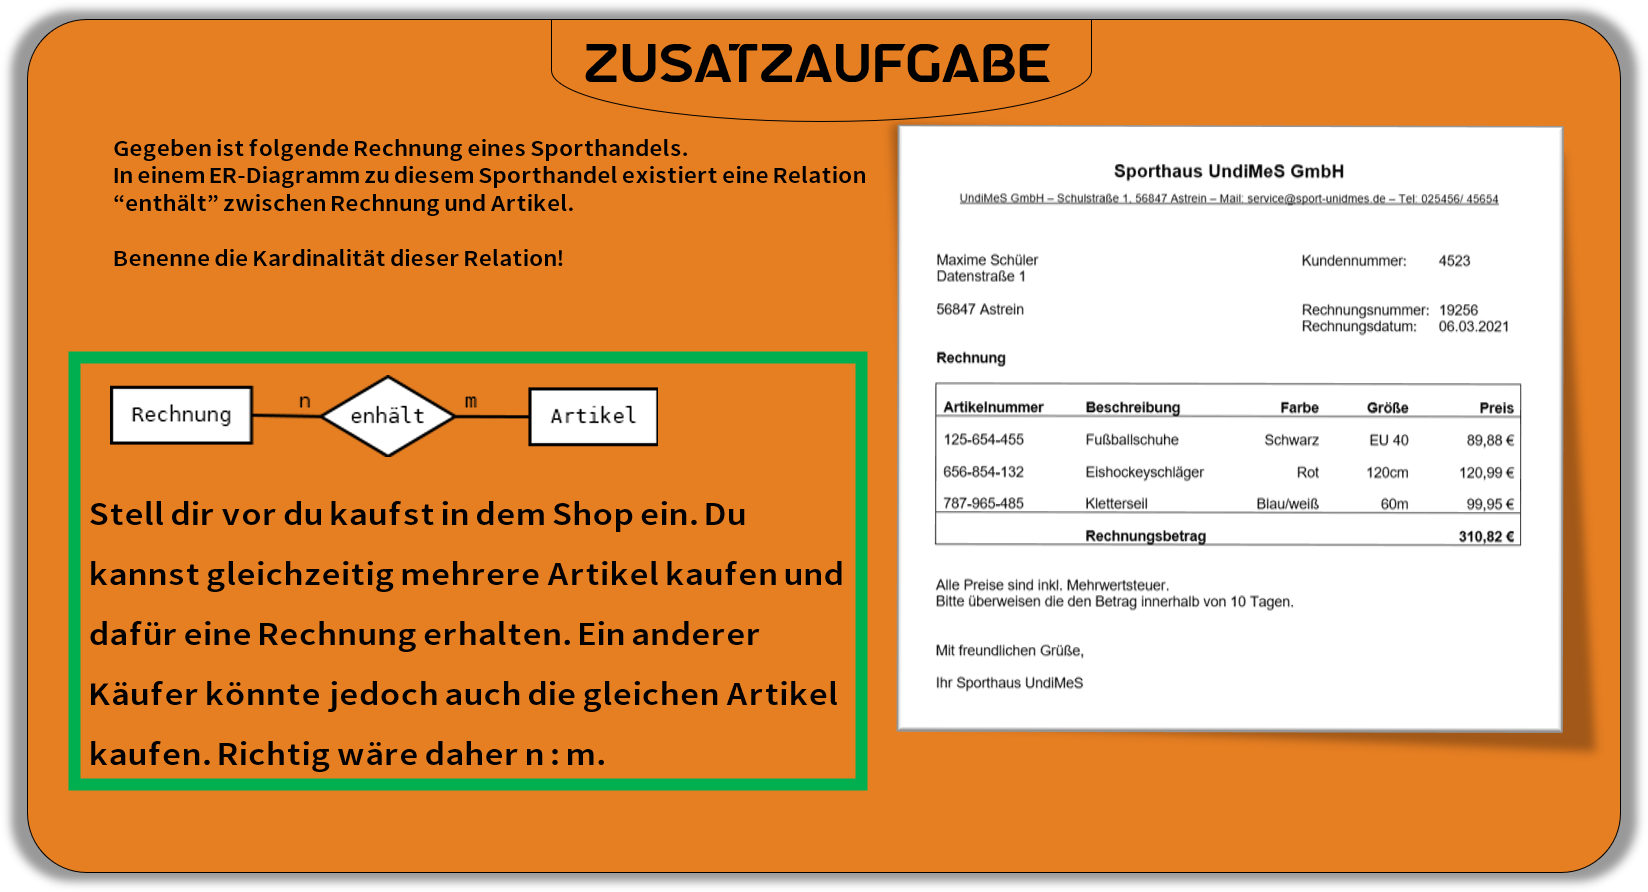 ZUSATZAUFGABE
Gegeben ist folgende Rechnung eines Sporthandels.
In einem ER-Diagramm zu diesem Sporthandel existiert eine Relation
“enthält” zwischen Rechnung und Artikel.
Benenne die Kardinalität dieser Relation!
Rechnung n enhält m Artikel
Stell dir vor du kaufst in dem Shop ein. Du
kannst gleichzeitig mehrere Artikel kaufen und
dafür eine Rechnung erhalten. Ein anderer
Käufer könnte jedoch auch die gleichen Artikel
kaufen. Richtig wäre daher n : m.
Sporthaus UndiMeS GmbH
UndiMeS GmbH – Schulstraße 1, 56847 Astrein – Mail: service@sport-unidmes.de – Tel: 025456/ 45654
Maxime Schüler Kundennummer: 4523
Datenstraße 1
56847 Astrein Rechnungsnummer: 19256
Rechnungsdatum: 06.03.2021
Rechnung
Artikelnummer Beschreibung Farbe Größe Preis
125-654-455 Fußballschuhe Schwarz EU 40 89,88 €
656-854-132 Eishockeyschläger Rot 120cm 120,99 €
787-965-485 Kletterseil Blau/weiß 60m 99,95 €
Rechnungsbetrag 310,82 €
Alle Preise sind inkl. Mehrwertsteuer.
Bitte überweisen die den Betrag innerhalb von 10 Tagen.
Mit freundlichen Grüße,
Ihr Sporthaus UndiMeS